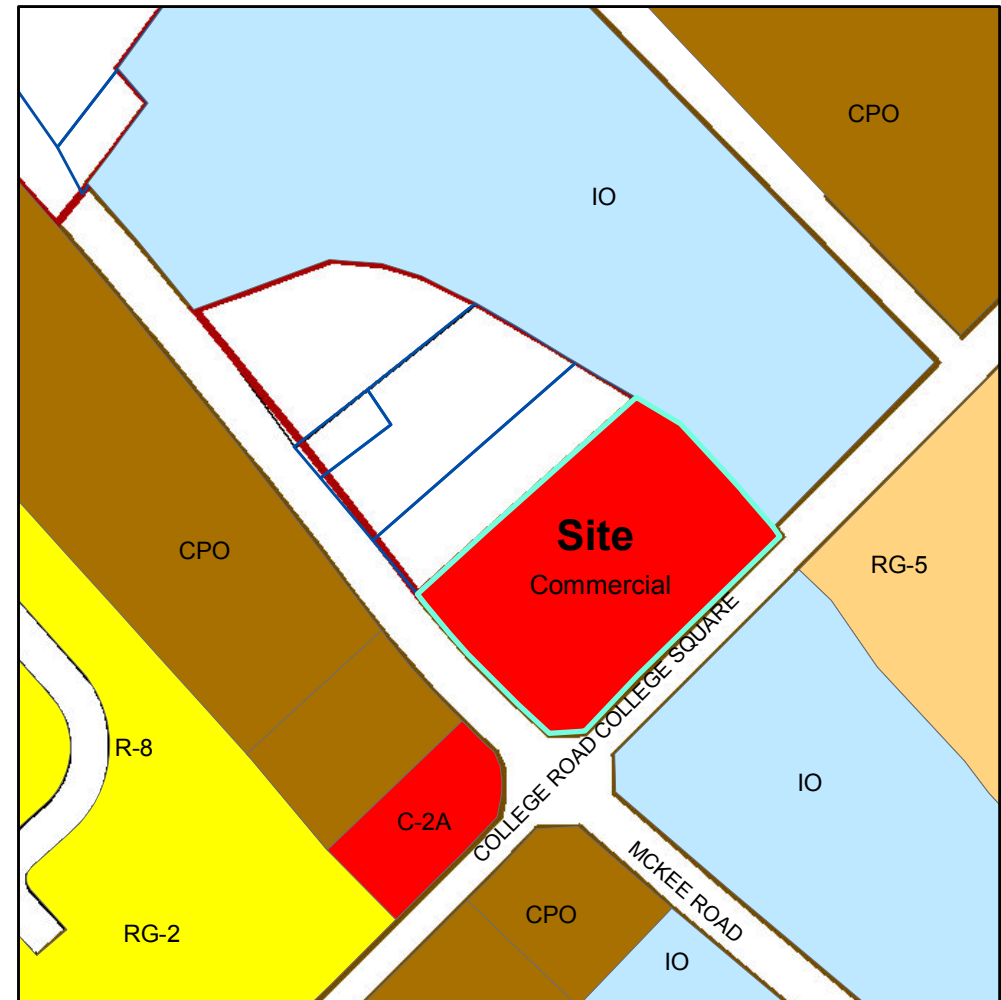 CPO
IO
Site
Commercial
CPO
RG-5
COLLEGE ROAD COLLEGE SQUARE
R-8
IO
C-2A
MCKEE ROAD
CPO
RG-2
IO